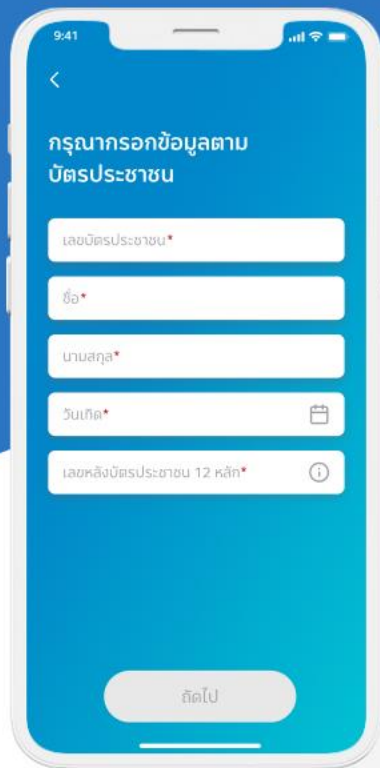 9:41
กรุณากรอกข้อมูลตาม
บัตรประชาชน
เลขบัตรประชาชน*
ชื่อ*
นามสกุล*
วันเกิด*
เลขหลังบัตรประชาชน 12 หลัก*
ถัดไป